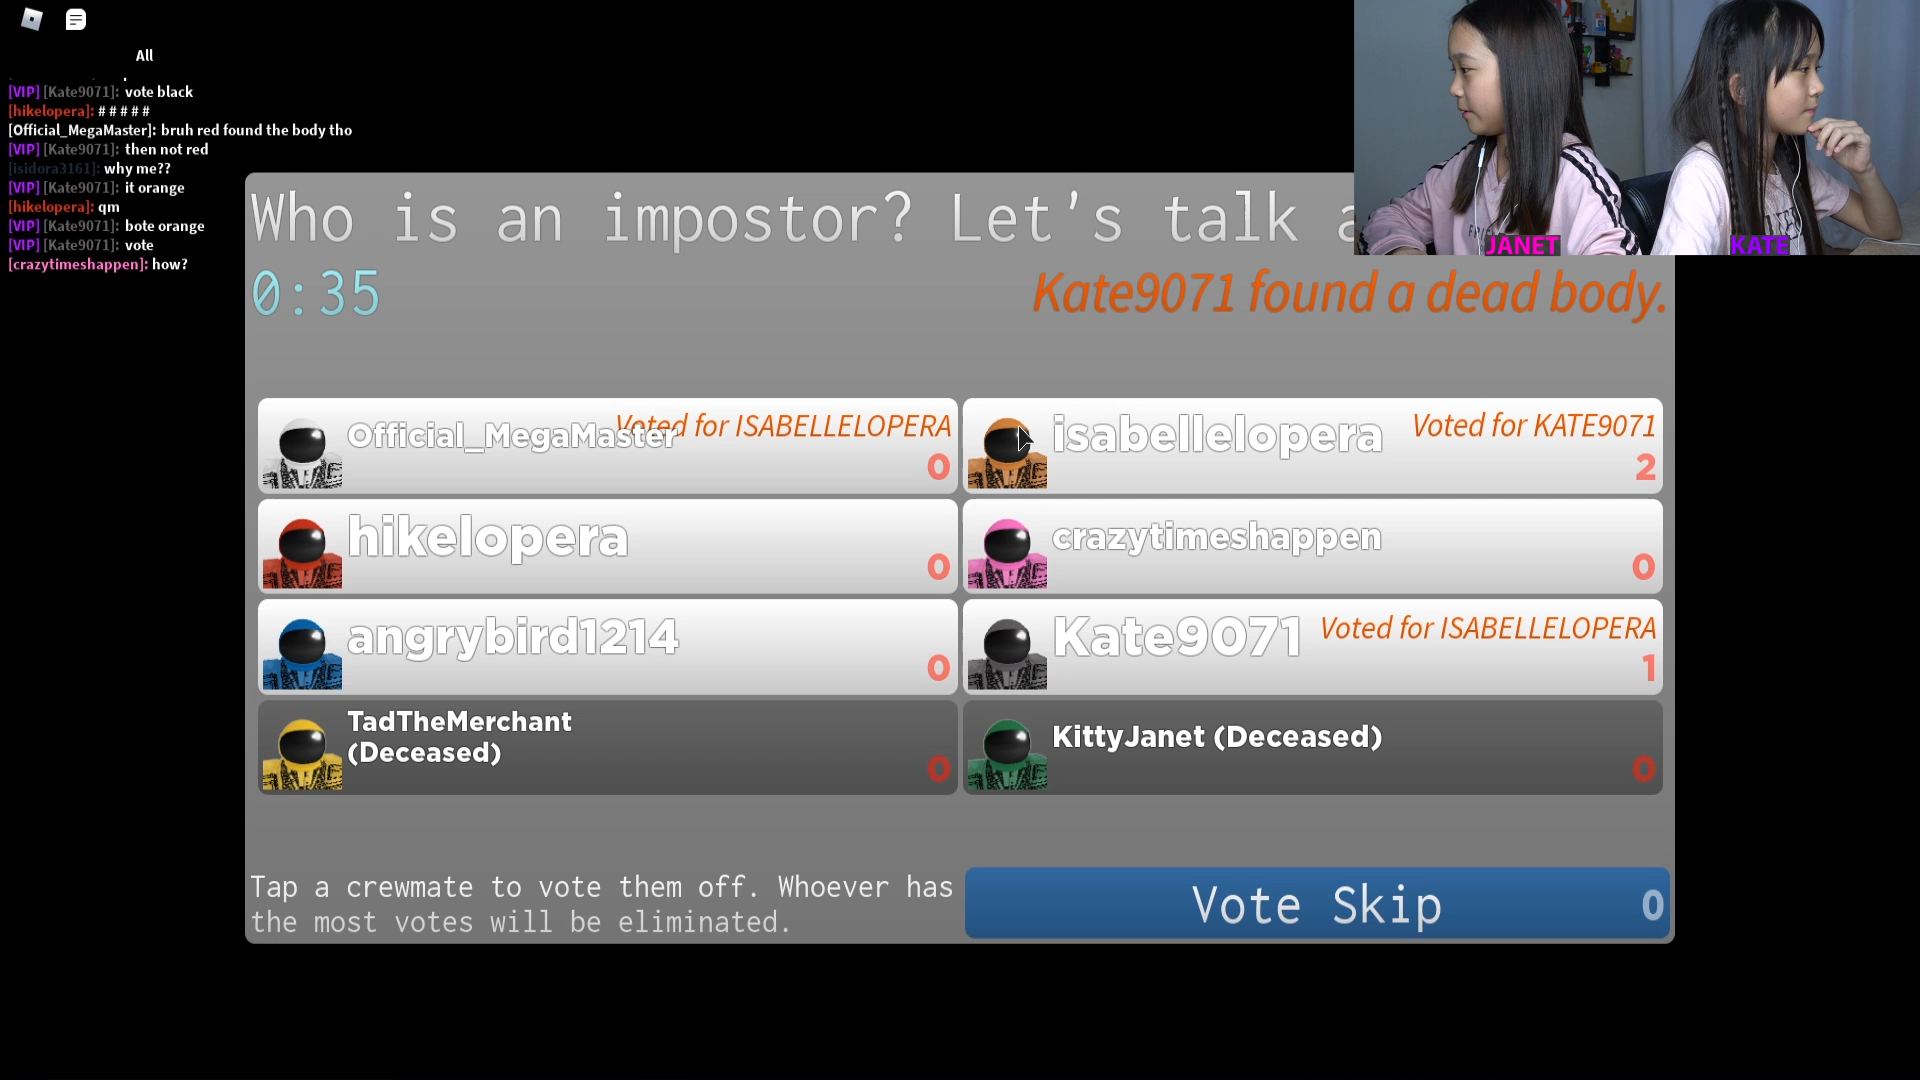 All
[VIP] [Kate9071]: vote black
[hikelopera]: # # # # #
[Official_MegaMaster]: bruh red found the body tho
[VIP] [Kate9071]: then not red
[isidora3161]: why me??
[VIP] [Kate9071]: it orange
[hikelopera]: qm
[VIP] [Kate9071]: bote orange
[VIP] [Kate9071]: vote
[crazytimeshappen]: how?
JANET
KATE
Who is an impostor? Let's talk
0:35
Kate9071 found a dead body.
Official_MegaMaster
Voted for ISABELLELOPERA
0
isabellelopera
Voted for KATE9071
2
hikelopera
0
crazytimeshappen
0
angrybird1214
0
Kate9071
Voted for ISABELLELOPERA
1
TadTheMerchant
(Deceased)
0
KittyJanet (Deceased)
0
Tap a crewmate to vote them off. Whoever has
the most votes will be eliminated.
Vote Skip
0